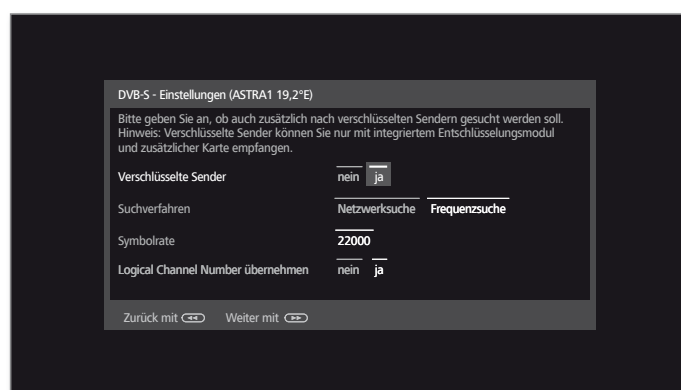 DVB-S - Einstellungen (ASTRA1 19,2°E)
Bitte geben Sie an, ob auch zusätzlich nach verschlüsselten Sendern gesucht werden soll.
Hinweis: Verschlüsselte Sender können Sie nur mit integriertem Entschlüsselungsmodul
und zusätzlicher Karte empfangen.
Verschlüsselte Sender nein ja
Suchverfahren Netzwerksuche Frequenzsuche
Symbolrate 22000
Logical Channel Number übernehmen nein ja
Zurück mit Weiter mit